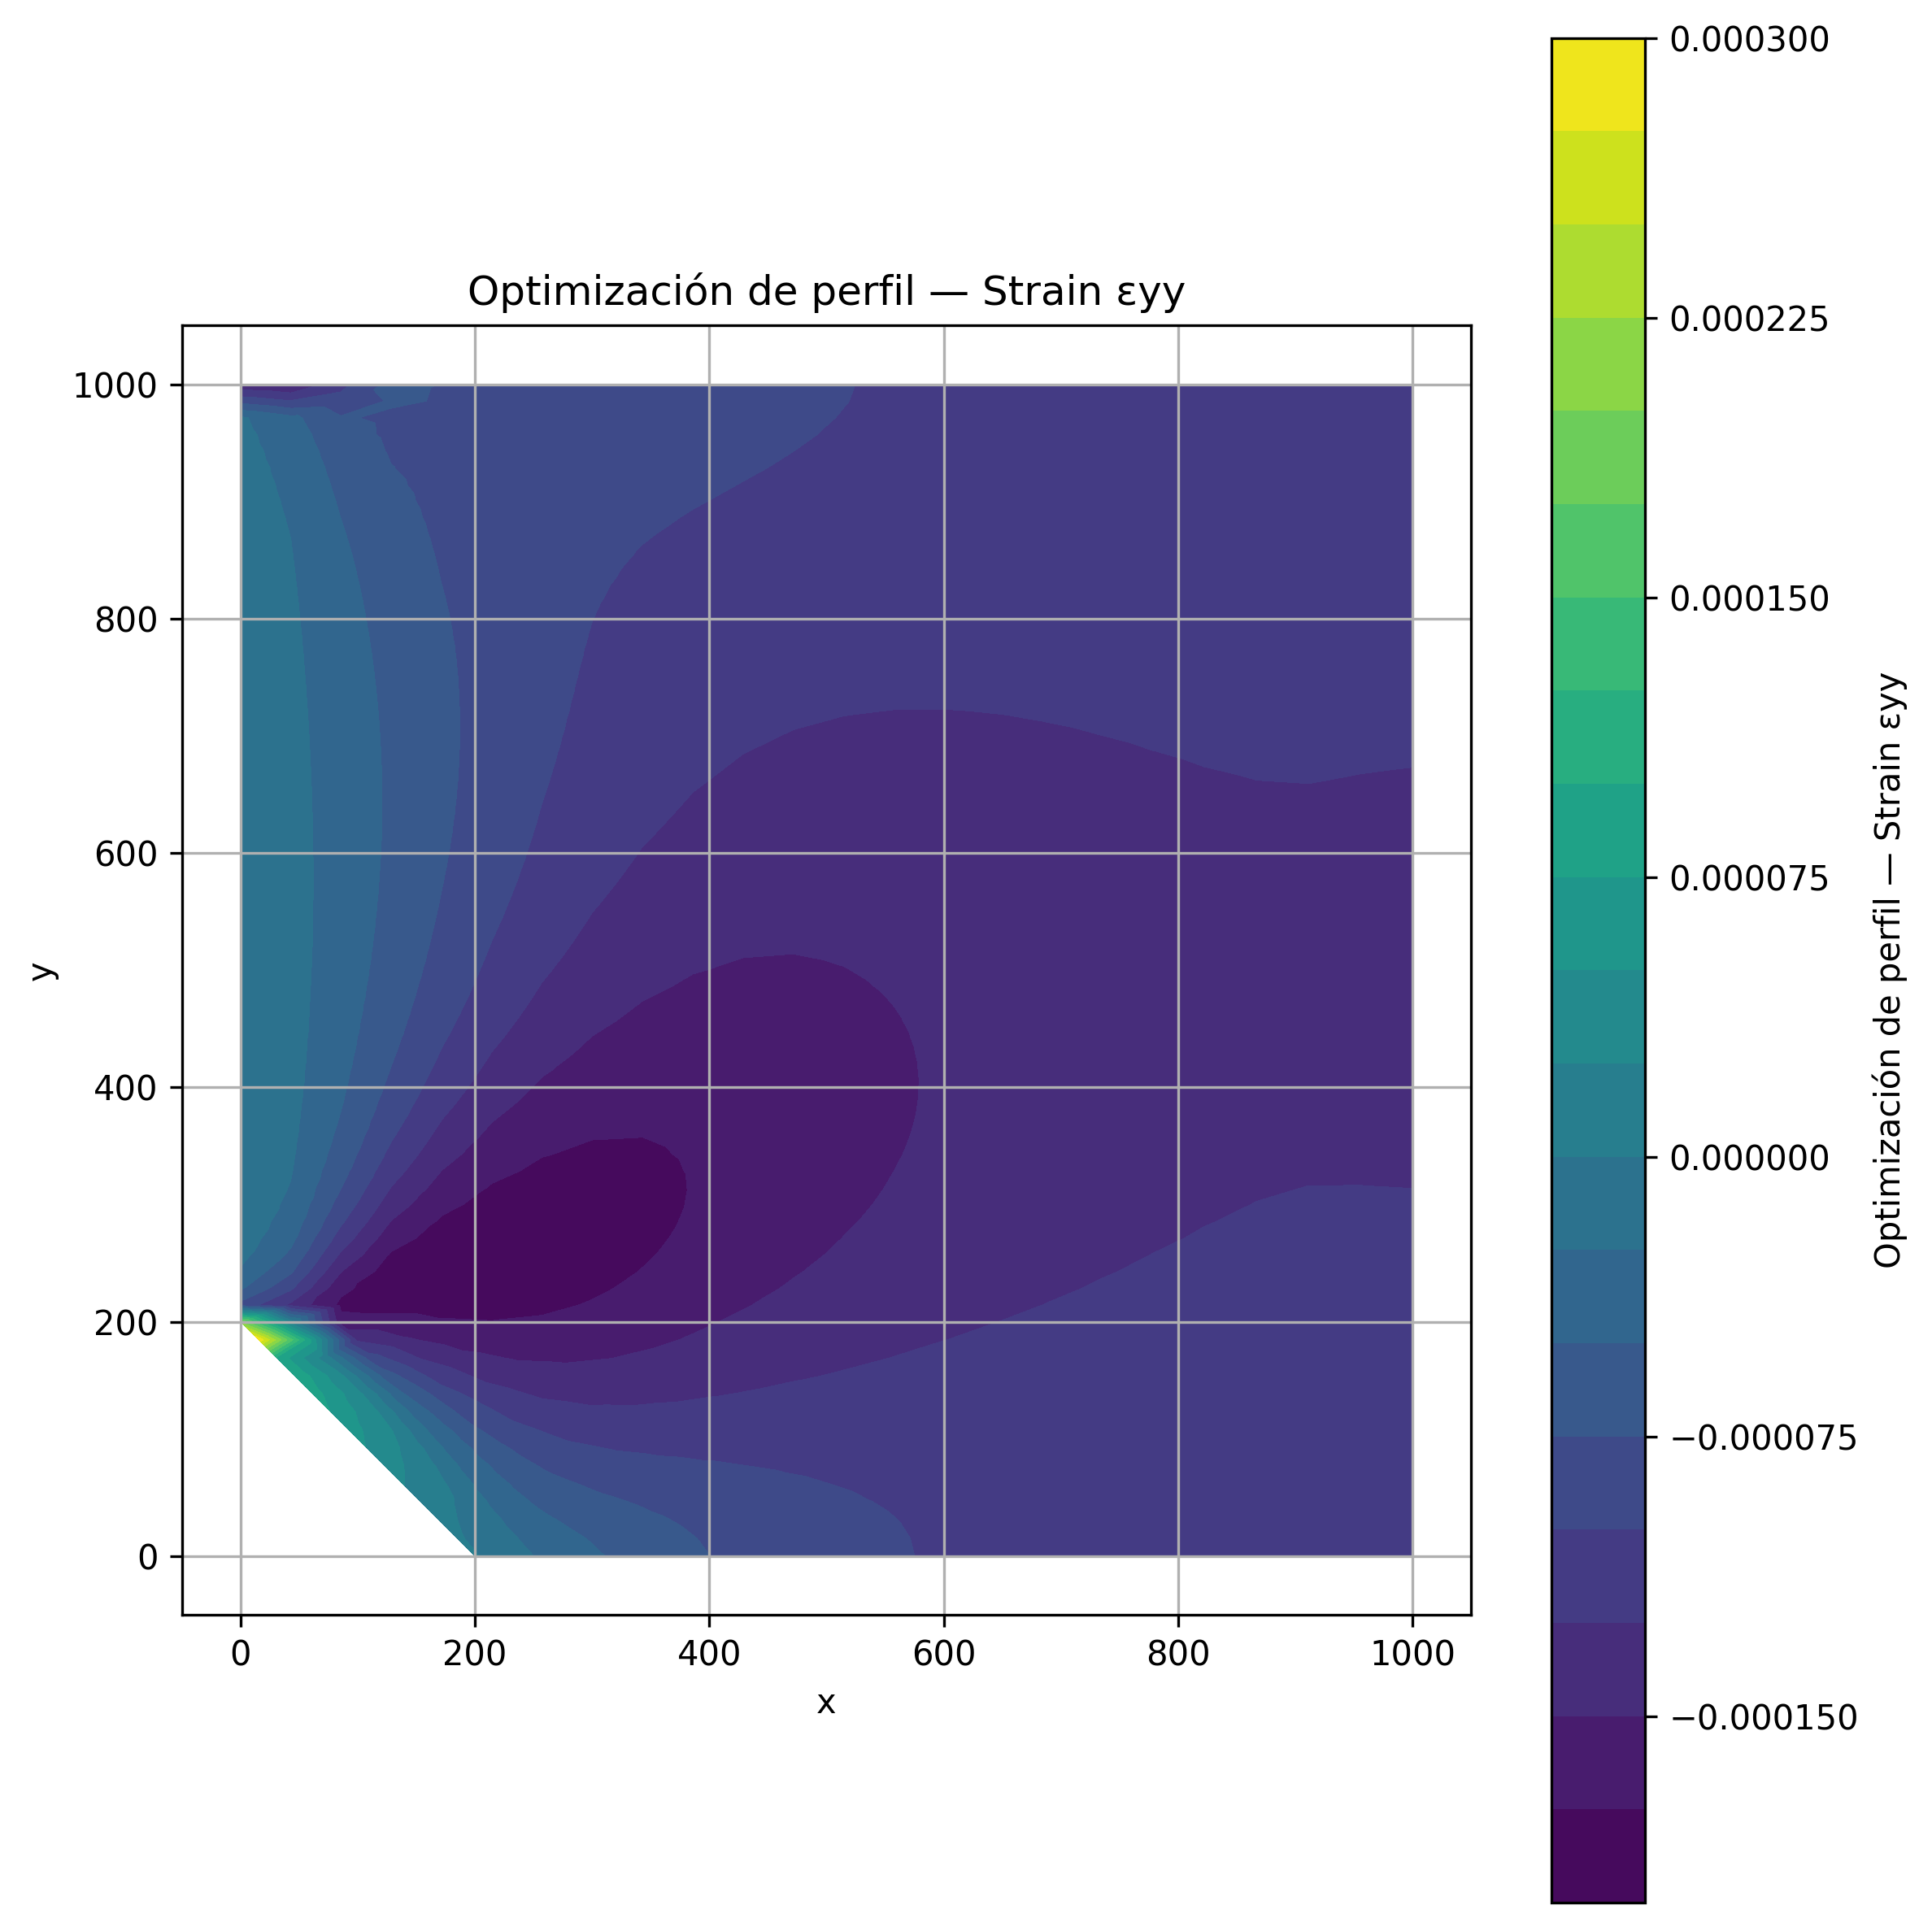 Optimización de perfil — Strain εyy
1000
800
600
400
200
0
y
0 200 400 600 800 1000
x
0.000300
0.000225
0.000150
0.000075
0.000000
−0.000075
−0.000150
Optimización de perfil — Strain εyy